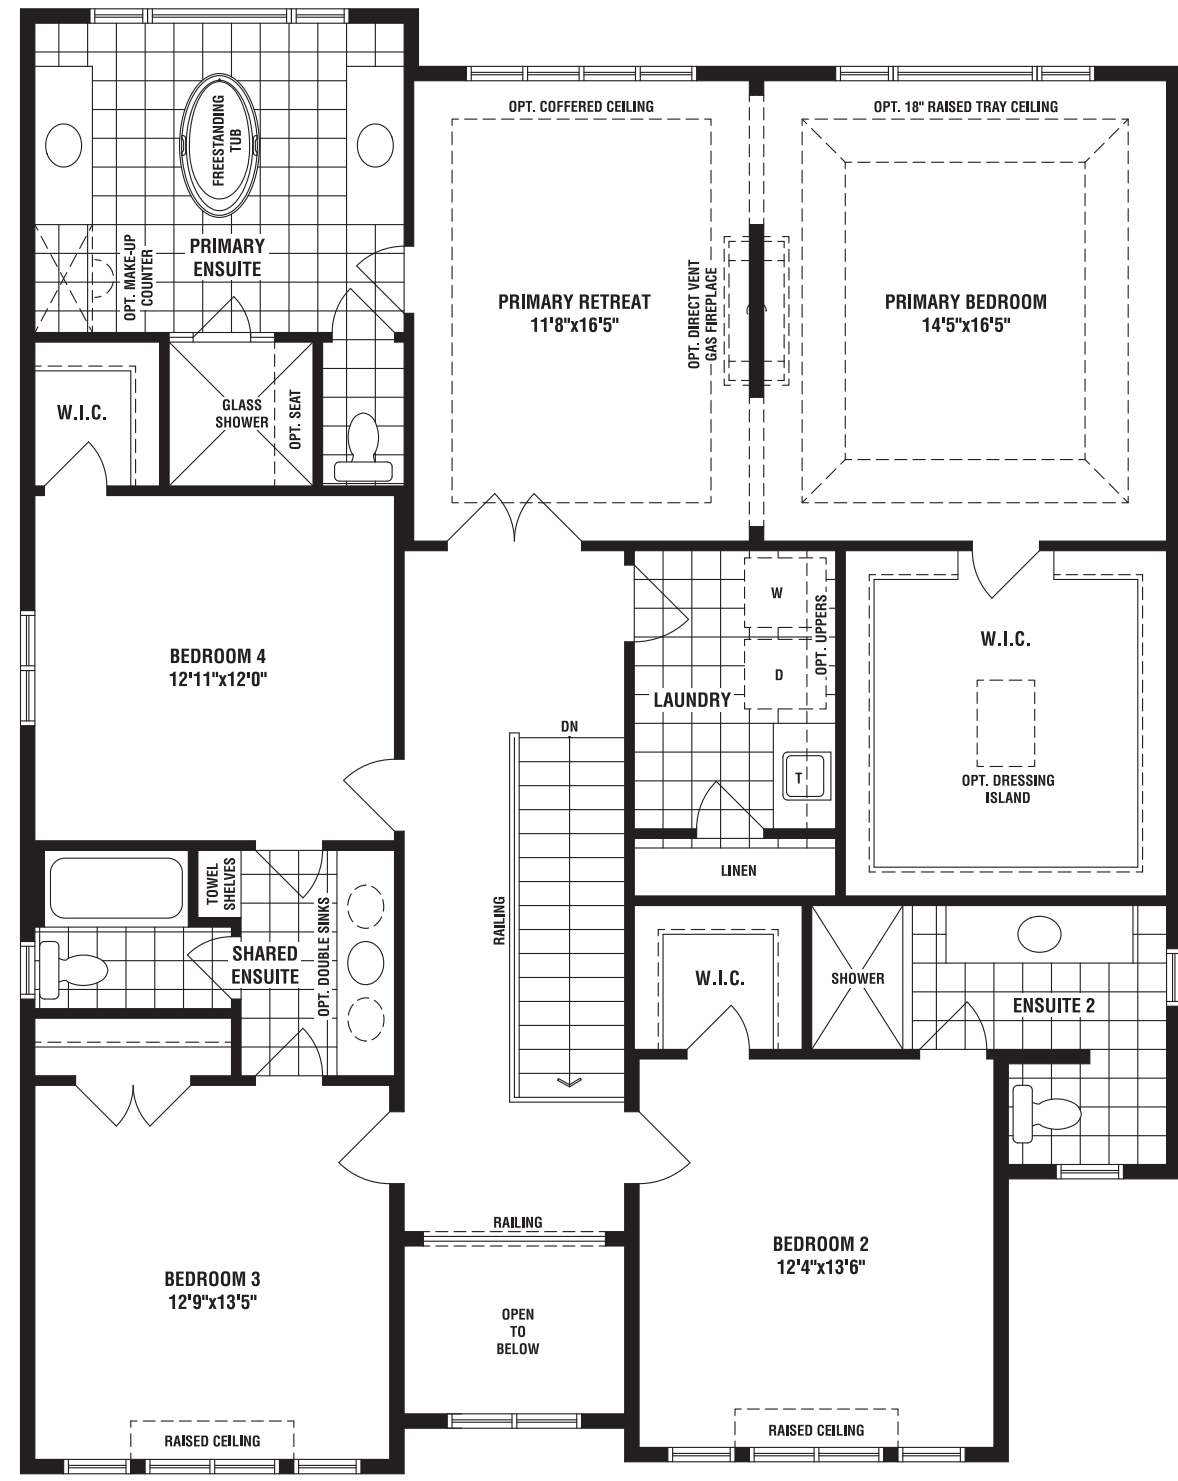 OPT. COFFERED CEILING
OPT. 18" RAISED TRAY CEILING
FREESTANDING
TUB
PRIMARY
ENSUITE
OPT. MAKE-UP
COUNTER
PRIMARY RETREAT
11'8"x16'5"
OPT. DIRECT VENT
GAS FIREPLACE
PRIMARY BEDROOM
14'5"x16'5"
W.I.C.
GLASS
SHOWER
OPT. SEAT
BEDROOM 4
12'11"x12'0"
W
D
OPT. UPPERS
LAUNDRY
T
LINEN
W.I.C.
OPT. DRESSING
ISLAND
DN
RAILING
TOWEL
SHELVES
SHARED
ENSUITE
OPT. DOUBLE SINKS
W.I.C.
SHOWER
ENSUITE 2
RAILING
BEDROOM 3
12'9"x13'5"
BEDROOM 2
12'4"x13'6"
OPEN
TO
BELOW
RAISED CEILING
RAISED CEILING